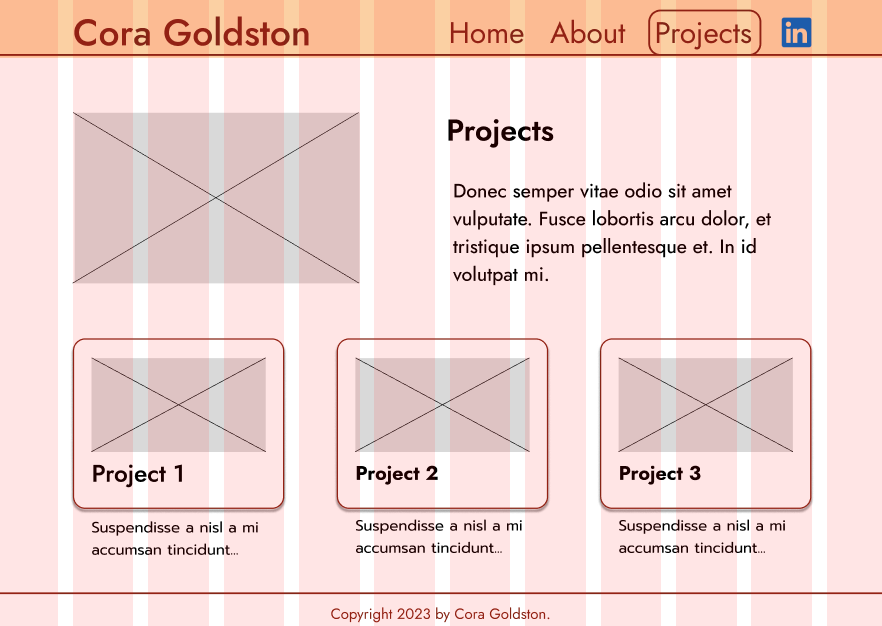 Cora Goldston
Home About Projects in
Projects
Donec semper vitae odio sit amet
vulputate. Fusce lobortis arcu dolor, et
tristique ipsum pellentesque et. In id
volutpat mi.
Project 1
Suspendisse a nisl a mi
accumsan tincidunt...
Project 2
Suspendisse a nisl a mi
accumsan tincidunt...
Project 3
Suspendisse a nisl a mi
accumsan tincidunt...
Copyright 2023 by Cora Goldston.